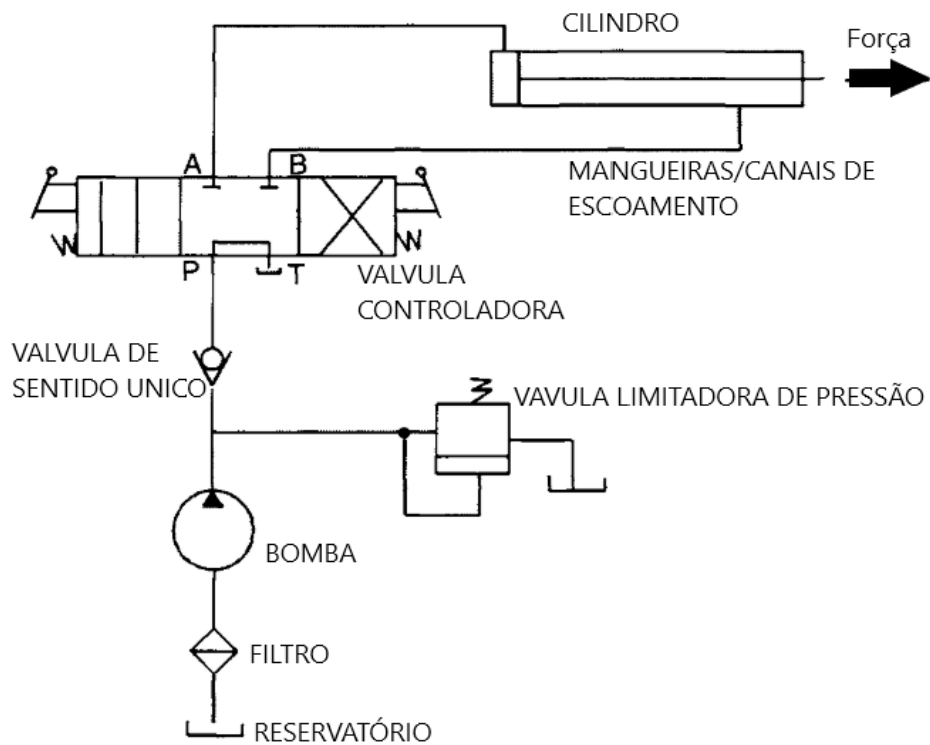 CILINDRO
Força
A
B
MANGUEIRAS/CANAIS DE
ESCOAMENTO
P
T
VALVULA
CONTROLADORA
VALVULA DE
SENTIDO UNICO
VAVULA LIMITADORA DE PRESSÃO
BOMBA
FILTRO
RESERVATÓRIO